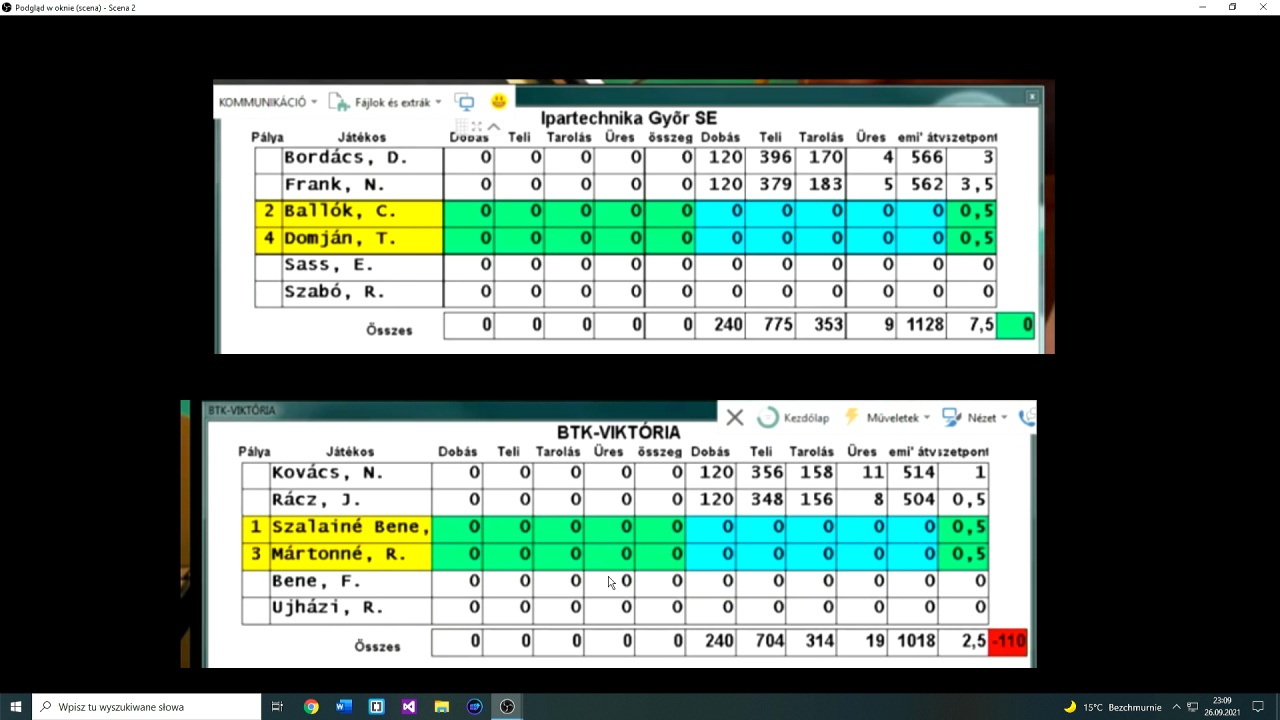 Podgląd w oknie (scena) - Scena 2
KOMMUNIKÁCIÓ Fájlok és extrák
Ipartechnika Győr SE
Pálya Játékos Dobás Teli Tarolás Üres összeg Dobás Teli Tarolás Üres emi' átv szetpont
Bordács, D. 0 0 0 0 0 120 396 170 4 566 3
Frank, N. 0 0 0 0 0 120 379 183 5 562 3,5
2 Ballók, C. 0 0 0 0 0 0 0 0 0 0 0,5
4 Domján, T. 0 0 0 0 0 0 0 0 0 0 0,5
Sass, E. 0 0 0 0 0 0 0 0 0 0 0
Szabó, R. 0 0 0 0 0 0 0 0 0 0 0
Összes 0 0 0 0 0 240 775 353 9 1128 7,5 0
BTK-VIKTÓRIA
Kezdőlap Műveletek Nézet
BTK-VIKTÓRIA
Pálya Játékos Dobás Teli Tarolás Üres összeg Dobás Teli Tarolás Üres emi' átv szetpont
Kovács, N. 0 0 0 0 0 120 356 158 11 514 1
Rácz, J. 0 0 0 0 0 120 348 156 8 504 0,5
1 Szalainé Bene, 0 0 0 0 0 0 0 0 0 0 0,5
3 Mártonné, R. 0 0 0 0 0 0 0 0 0 0 0,5
Bene, F. 0 0 0 0 0 0 0 0 0 0 0
Ujházi, R. 0 0 0 0 0 0 0 0 0 0 0
Összes 0 0 0 0 0 240 704 314 19 1018 2,5 -110
Wpisz tu wyszukiwane słowa
15°C Bezchmurnie
23:09
26.09.2021